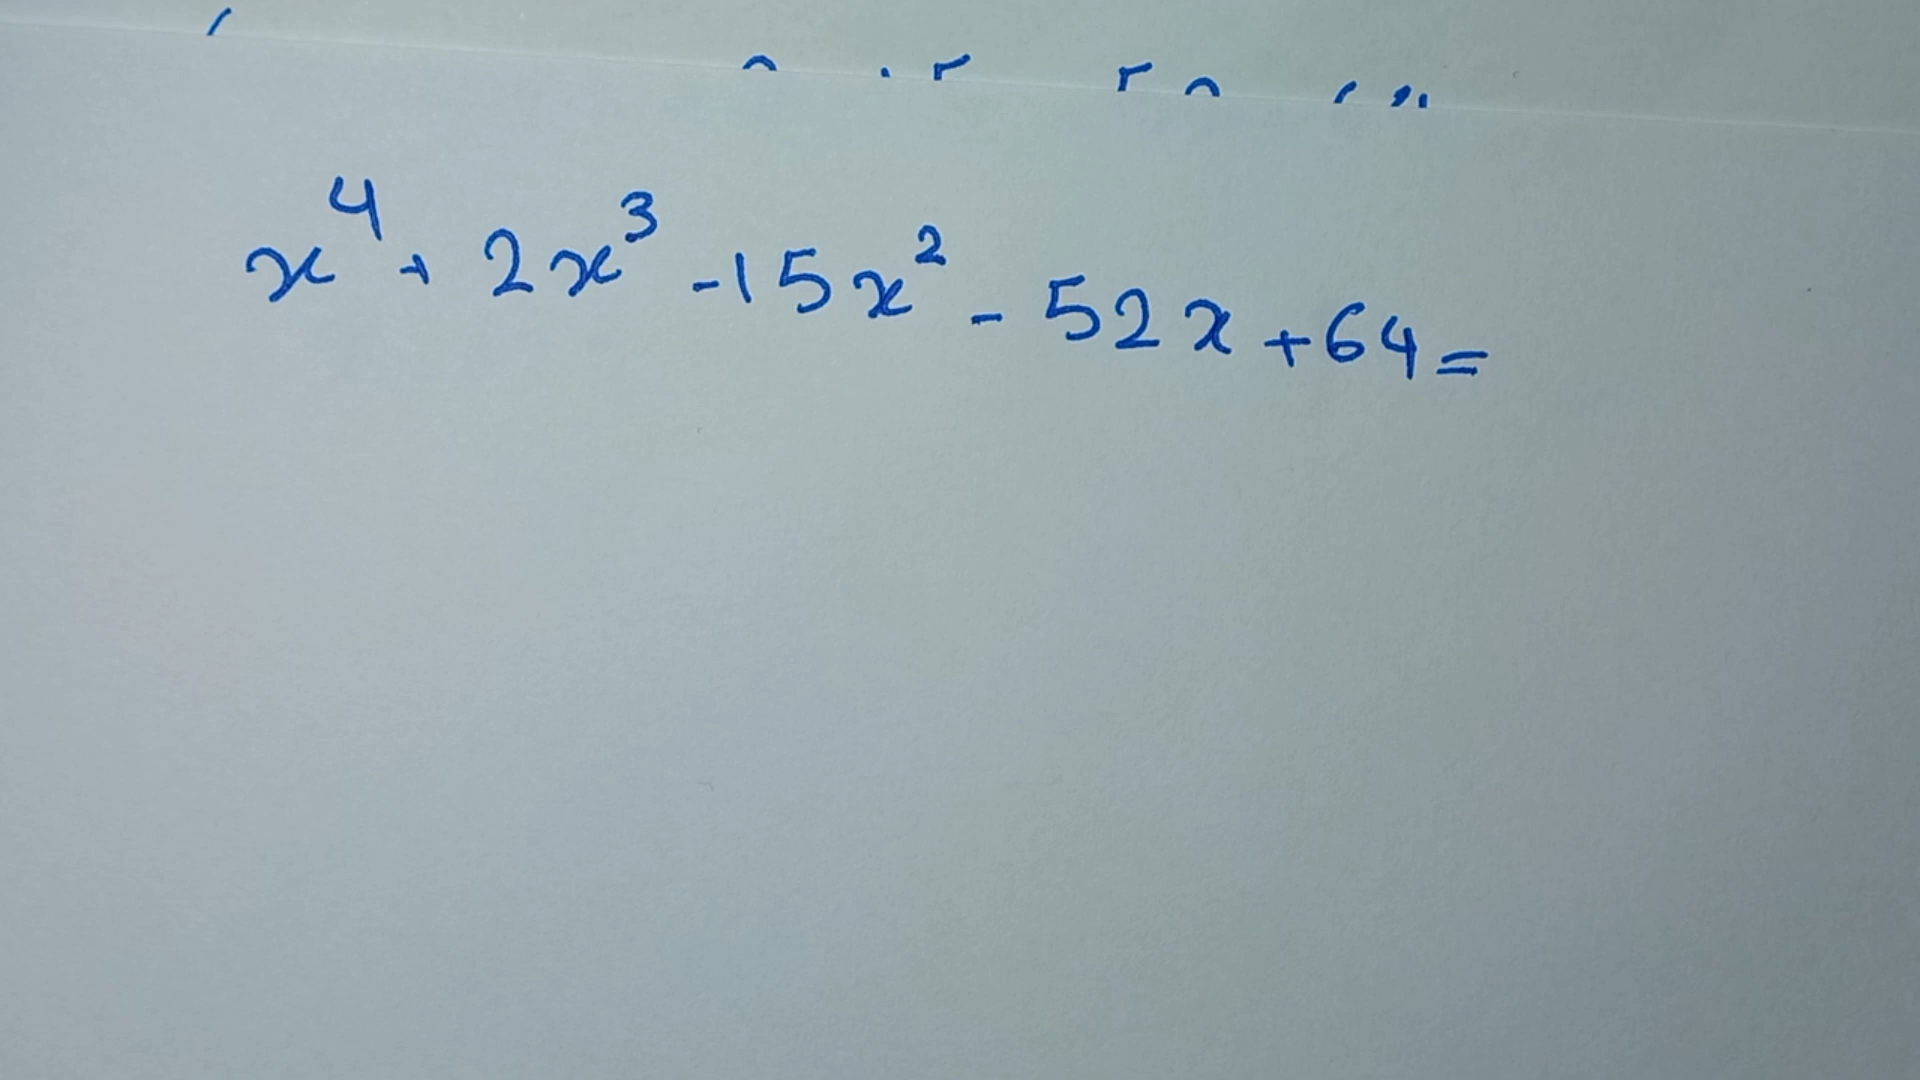 x⁴ + 2x³ - 15x² - 52x + 64 =